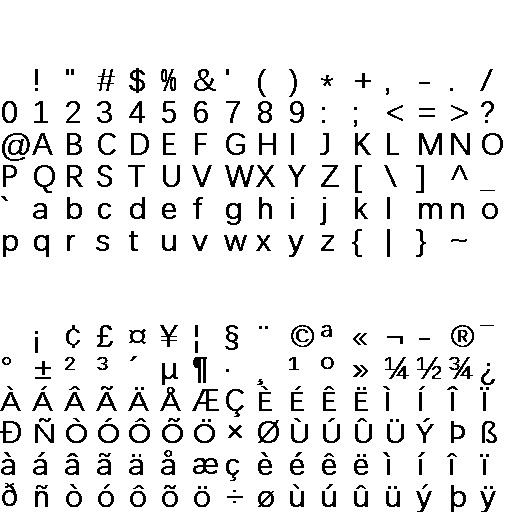 ! " # $ % & ' ( ) * + , - . /
0 1 2 3 4 5 6 7 8 9 : ; < = > ?
@ A B C D E F G H I J K L M N O
P Q R S T U V W X Y Z [ \ ] ^ _
` a b c d e f g h i j k l m n o
p q r s t u v w x y z { | } ~
¡ ¢ £ ¤ ¥ ¦ § ¨ © ª « ¬ - ® ¯
° ± ² ³ ´ µ ¶ · ¸ ¹ º » ¼ ½ ¾ ¿
À Á Â Ã Ä Å Æ Ç È É Ê Ë Ì Í Î Ï
Ð Ñ Ò Ó Ô Õ Ö × Ø Ù Ú Û Ü Ý Þ ß
à á â ã ä å æ ç è é ê ë ì í î ï
ð ñ ò ó ô õ ö ÷ ø ù ú û ü ý þ ÿ